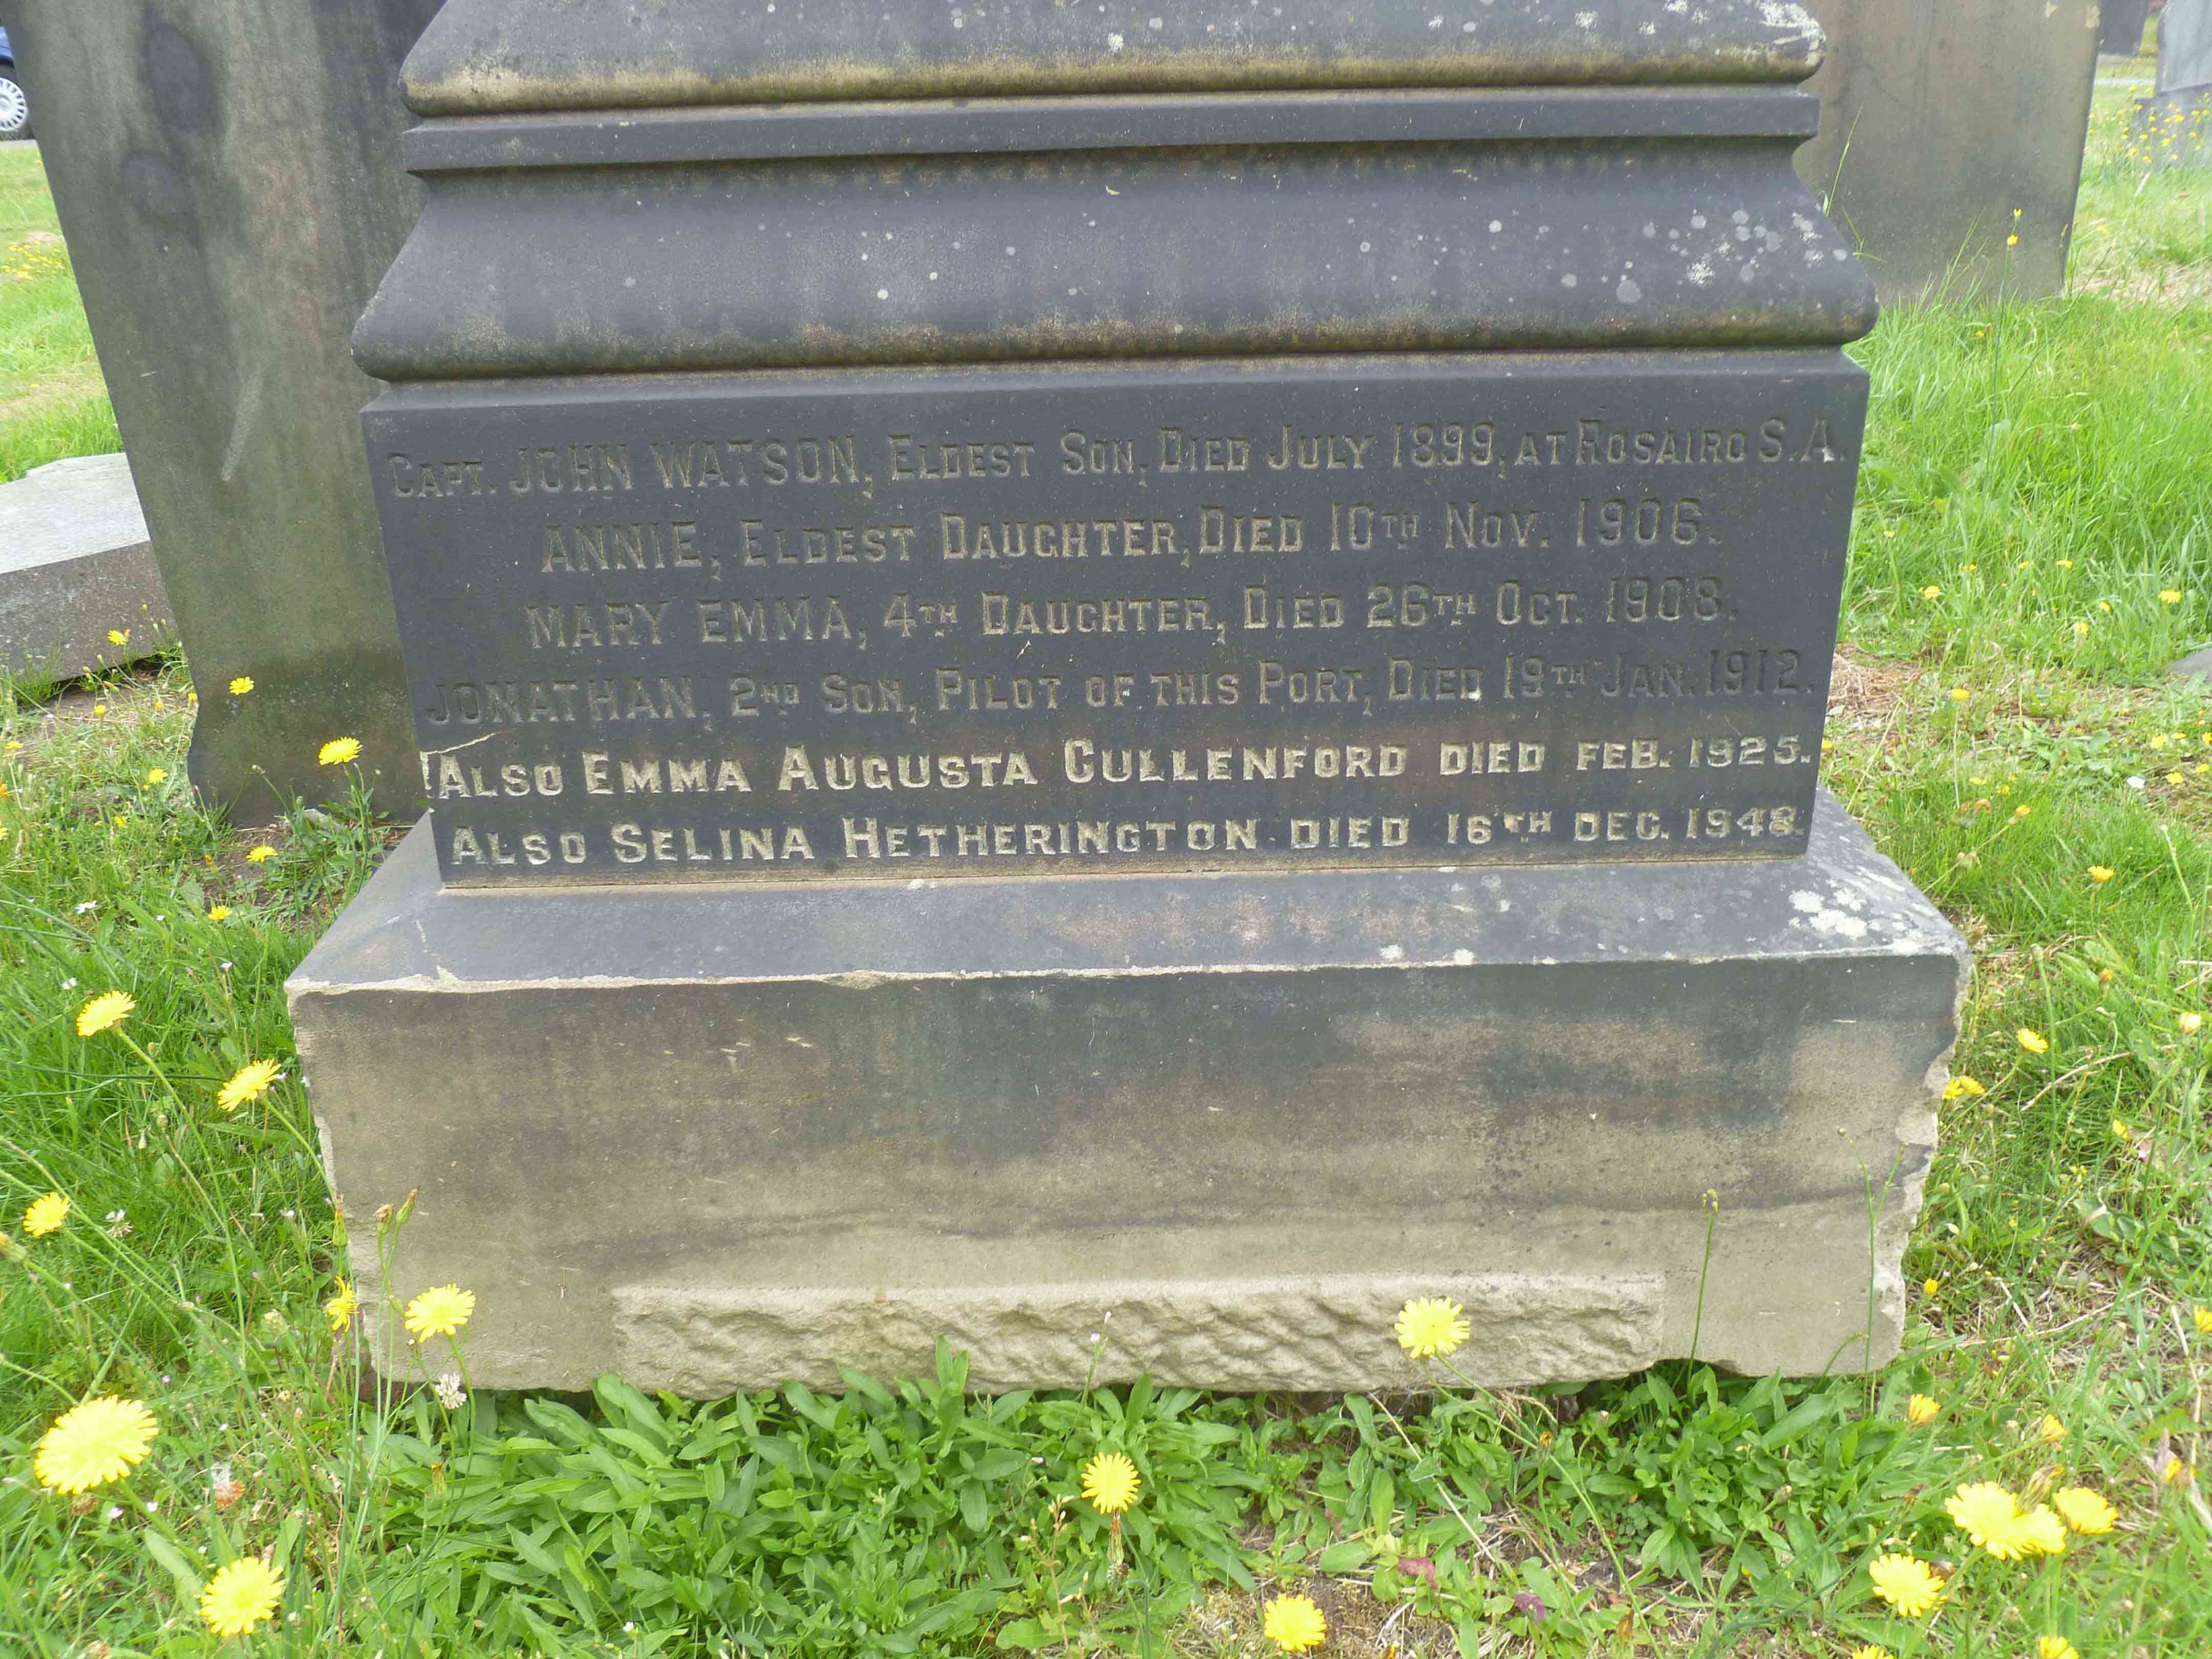 CAPT. JOHN WATSON, ELDEST SON, DIED JULY 1899, AT ROSAIRO S.A.
ANNIE, ELDEST DAUGHTER, DIED 10TH NOV. 1906.
MARY EMMA, 4TH DAUGHTER, DIED 26TH OCT. 1908.
JONATHAN, 2ND SON, PILOT OF THIS PORT, DIED 19TH JAN. 1912.
ALSO EMMA AUGUSTA CULLENFORD DIED FEB. 1925.
ALSO SELINA HETHERINGTON DIED 16TH DEC. 1948.